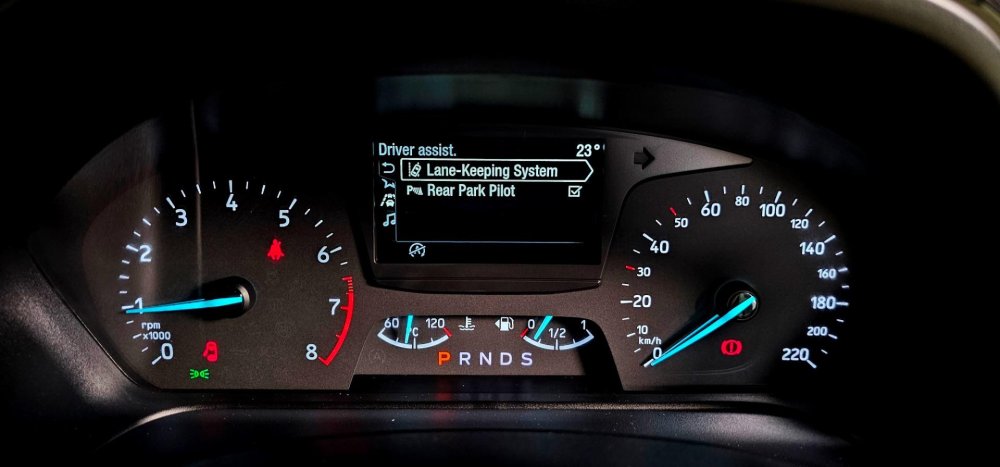 Driver assist. 23°
Lane-Keeping System
Rear Park Pilot
0
1
2
3
4
5
6
7
8
rpm
x1000
60 120
°C
0 1/2 1
P R N D S
0
10
20
30
40
50
60
80
100
120
140
160
180
200
220
km/h